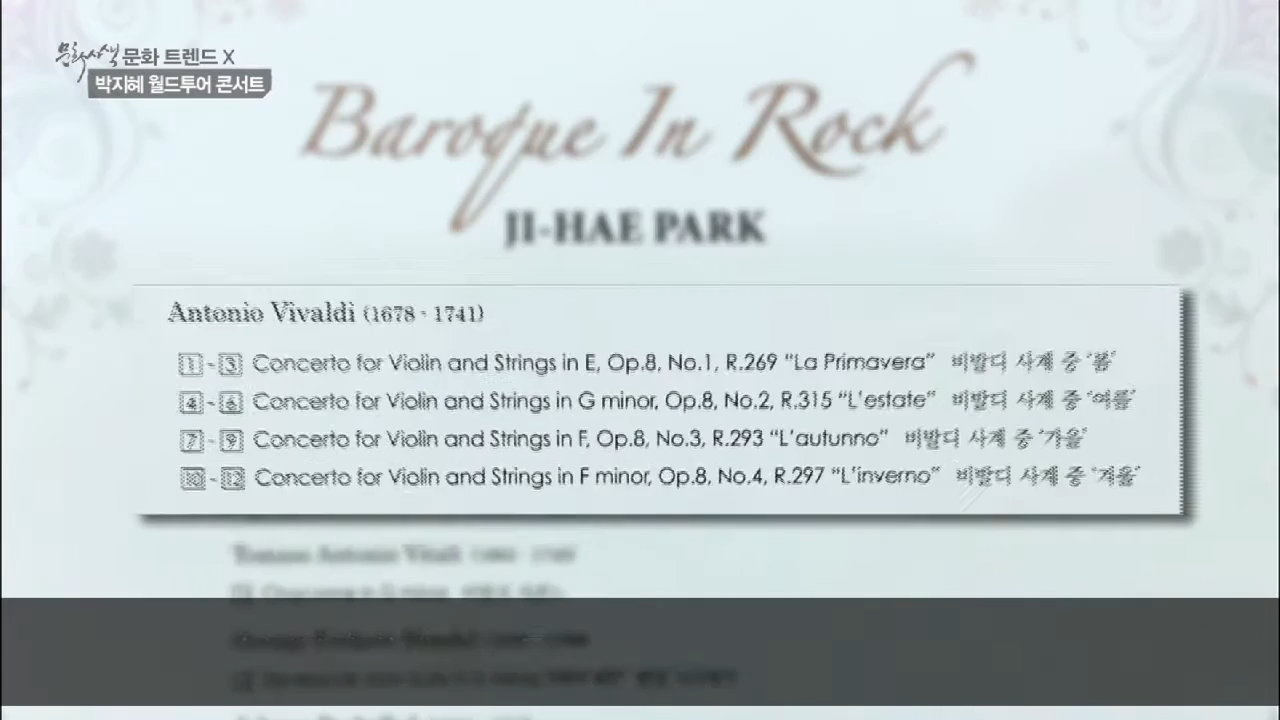 문화사색 문화 트렌드 X
박지혜 월드투어 콘서트
Baroque In Rock
JI-HAE PARK
Antonio Vivaldi (1678 - 1741)
1 - 3 Concerto for Violin and Strings in E, Op.8, No.1, R.269 “La Primavera” 비발디 사계 중 ‘봄’
4 - 6 Concerto for Violin and Strings in G minor, Op.8, No.2, R.315 “L’estate” 비발디 사계 중 ‘여름’
7 - 9 Concerto for Violin and Strings in F, Op.8, No.3, R.293 “L’autunno” 비발디 사계 중 ‘가을’
10 - 12 Concerto for Violin and Strings in F minor, Op.8, No.4, R.297 “L’inverno” 비발디 사계 중 ‘겨울’
Antonio Vitali